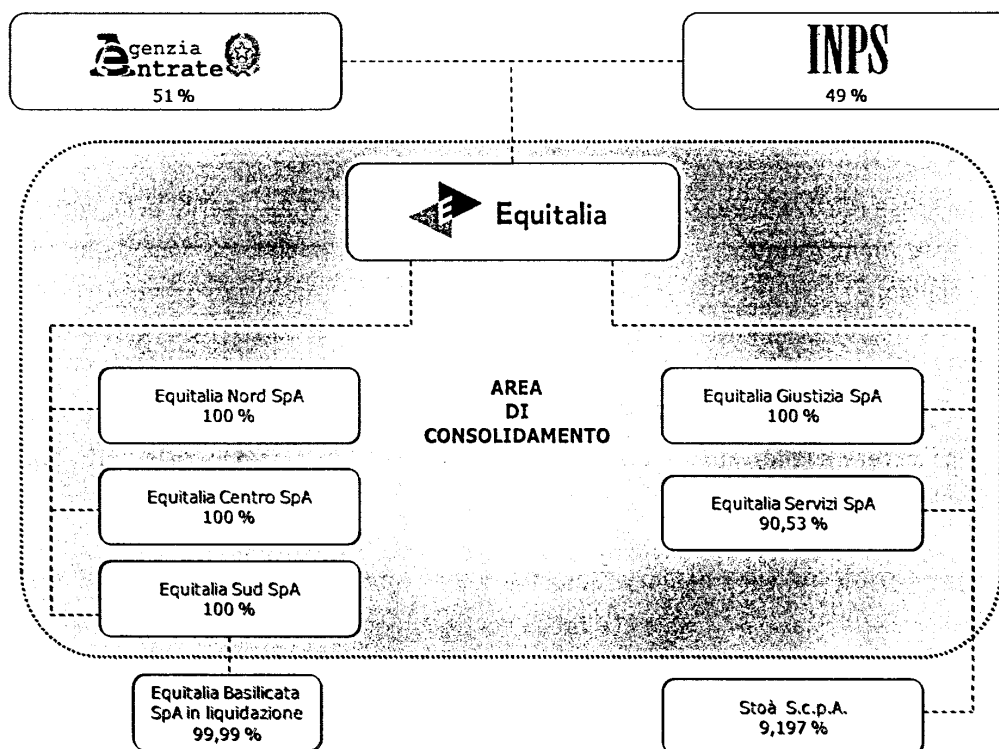 Agenzia
Entrate
51 %
INPS
49 %
E Equitalia
Equitalia Nord SpA
100 %
AREA
DI
CONSOLIDAMENTO
Equitalia Giustizia SpA
100 %
Equitalia Centro SpA
100 %
Equitalia Servizi SpA
90,53 %
Equitalia Sud SpA
100 %
Equitalia Basilicata
SpA in liquidazione
99,99 %
Stoà S.c.p.A.
9,197 %